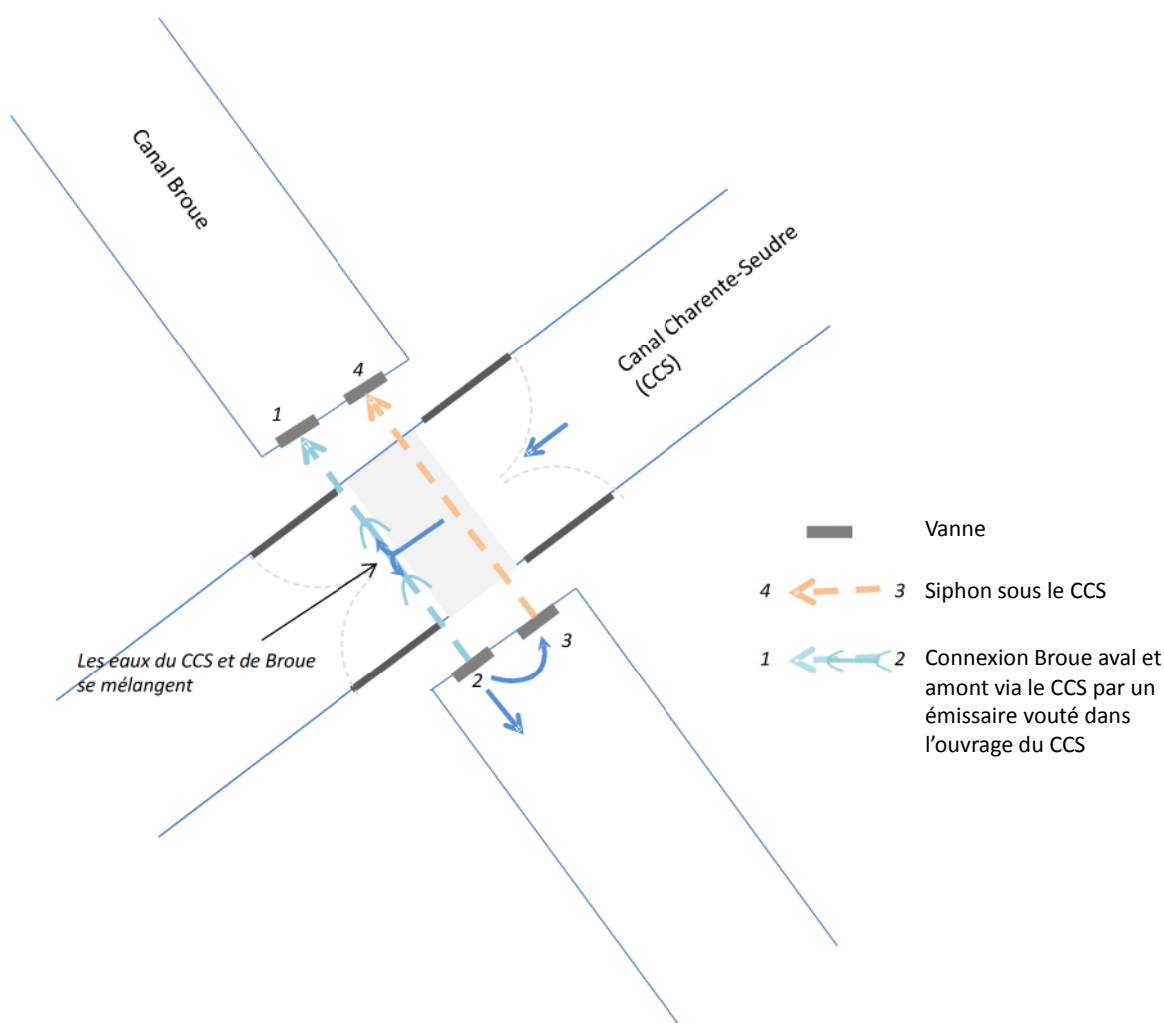 Canal Broue
Canal Charente-Seudre
(CCS)
4
1
3
2
Les eaux du CCS et de Broue
se mélangent
Vanne
4 3 Siphon sous le CCS
1 2 Connexion Broue aval et
amont via le CCS par un
émissaire vouté dans
l’ouvrage du CCS